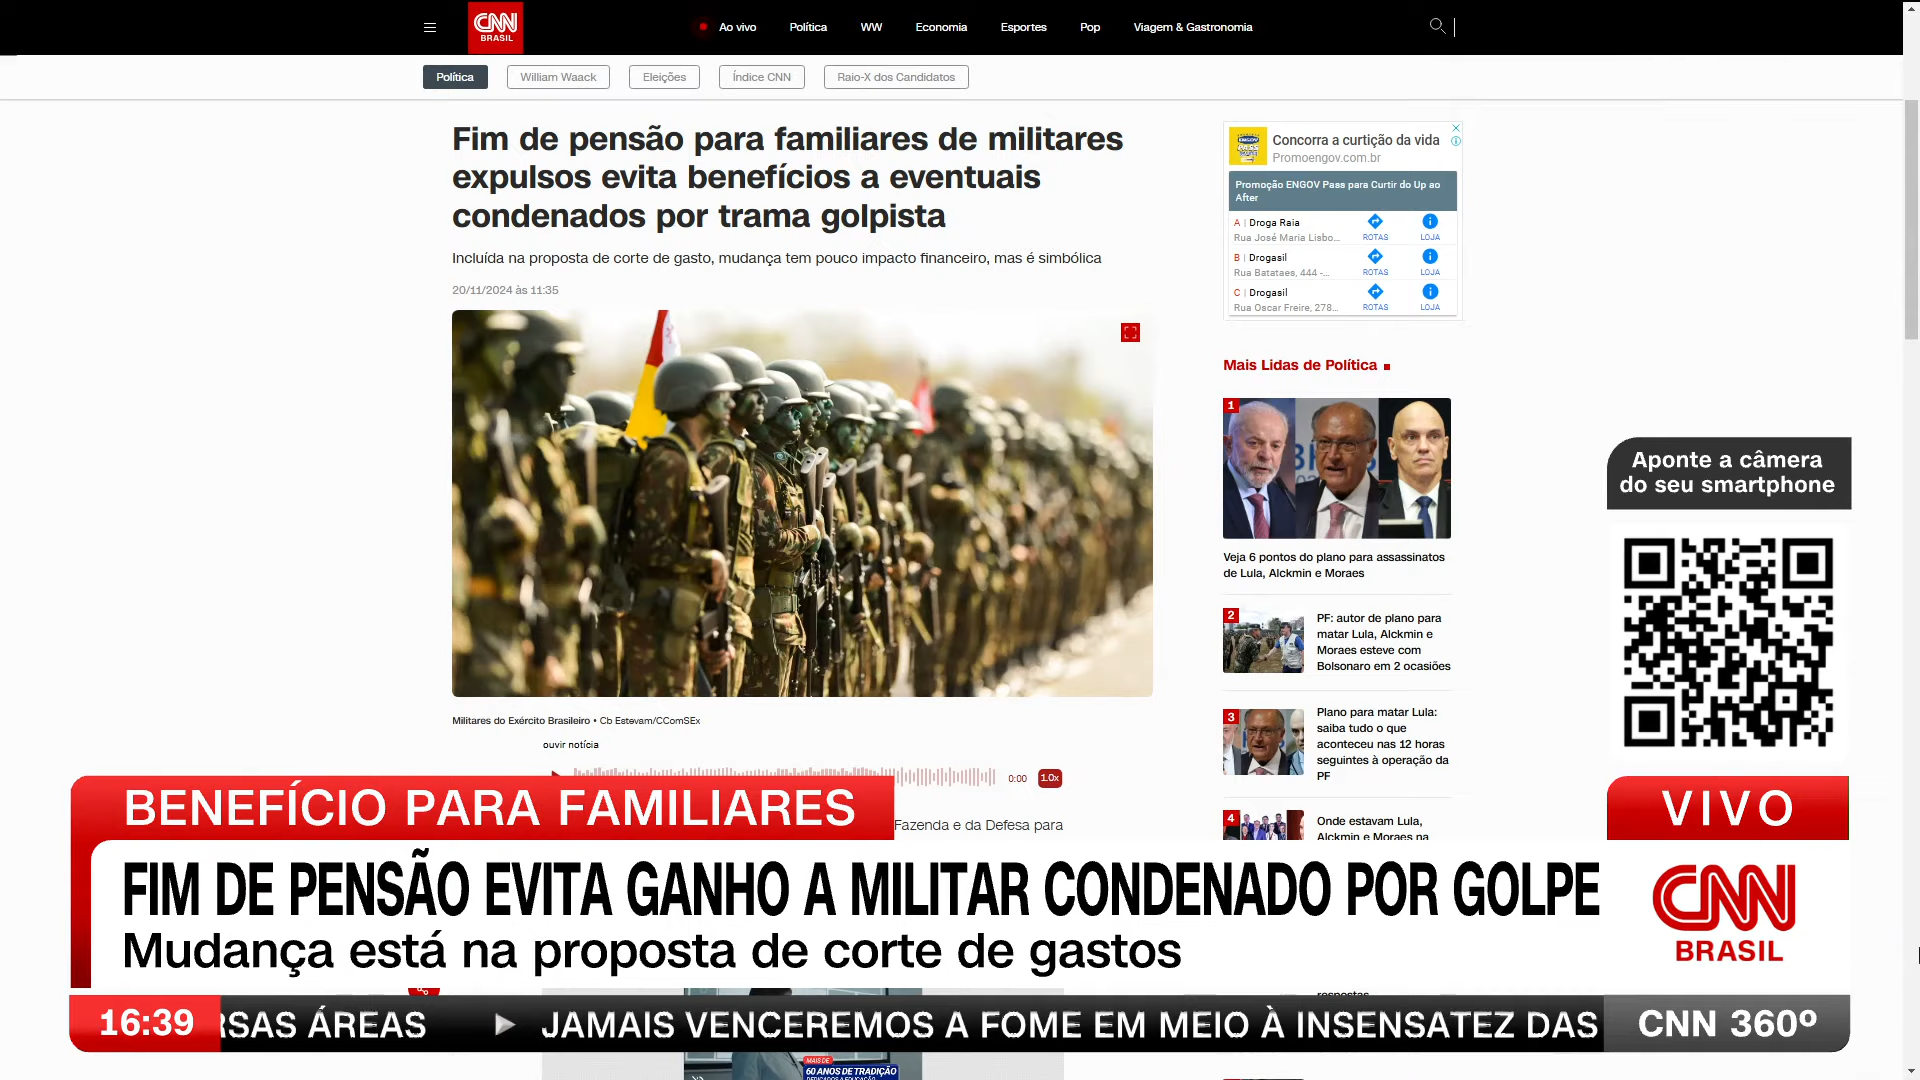 CNN
BRASIL
Ao vivo
Política
WW
Economia
Esportes
Pop
Viagem & Gastronomia
Política
William Waack
Eleições
Índice CNN
Raio-X dos Candidatos
Fim de pensão para familiares de militares
expulsos evita benefícios a eventuais
condenados por trama golpista
Incluída na proposta de corte de gasto, mudança tem pouco impacto financeiro, mas é simbólica
20/11/2024 às 11:35
Militares do Exército Brasileiro • Cb Estevam/CComSEx
ouvir notícia
0:00
1.0x
Fazenda e da Defesa para
Concorra a curtição da vida
Promoengov.com.br
Promoção ENGOV Pass para Curtir do Up ao
After
A | Droga Raia
Rua José Maria Lisbo...
ROTAS
LOJA
B | Drogasil
Rua Batataes, 444 -...
ROTAS
LOJA
C | Drogasil
Rua Oscar Freire, 278...
ROTAS
LOJA
Mais Lidas de Política
1
Veja 6 pontos do plano para assassinatos
de Lula, Alckmin e Moraes
2
PF: autor de plano para
matar Lula, Alckmin e
Moraes esteve com
Bolsonaro em 2 ocasiões
3
Plano para matar Lula:
saiba tudo o que
aconteceu nas 12 horas
seguintes à operação da
PF
4
Onde estavam Lula,
Alckmin e Moraes na
respostas
Aponte a câmera
do seu smartphone
BENEFÍCIO PARA FAMILIARES
VIVO
FIM DE PENSÃO EVITA GANHO A MILITAR CONDENADO POR GOLPE
Mudança está na proposta de corte de gastos
CNN
BRASIL
16:39
RSAS ÁREAS
JAMAIS VENCEREMOS A FOME EM MEIO À INSENSATEZ DAS
CNN 360º
MAIS DE
60 ANOS DE TRADIÇÃO
DEDICADOS A EDUCAÇÃO